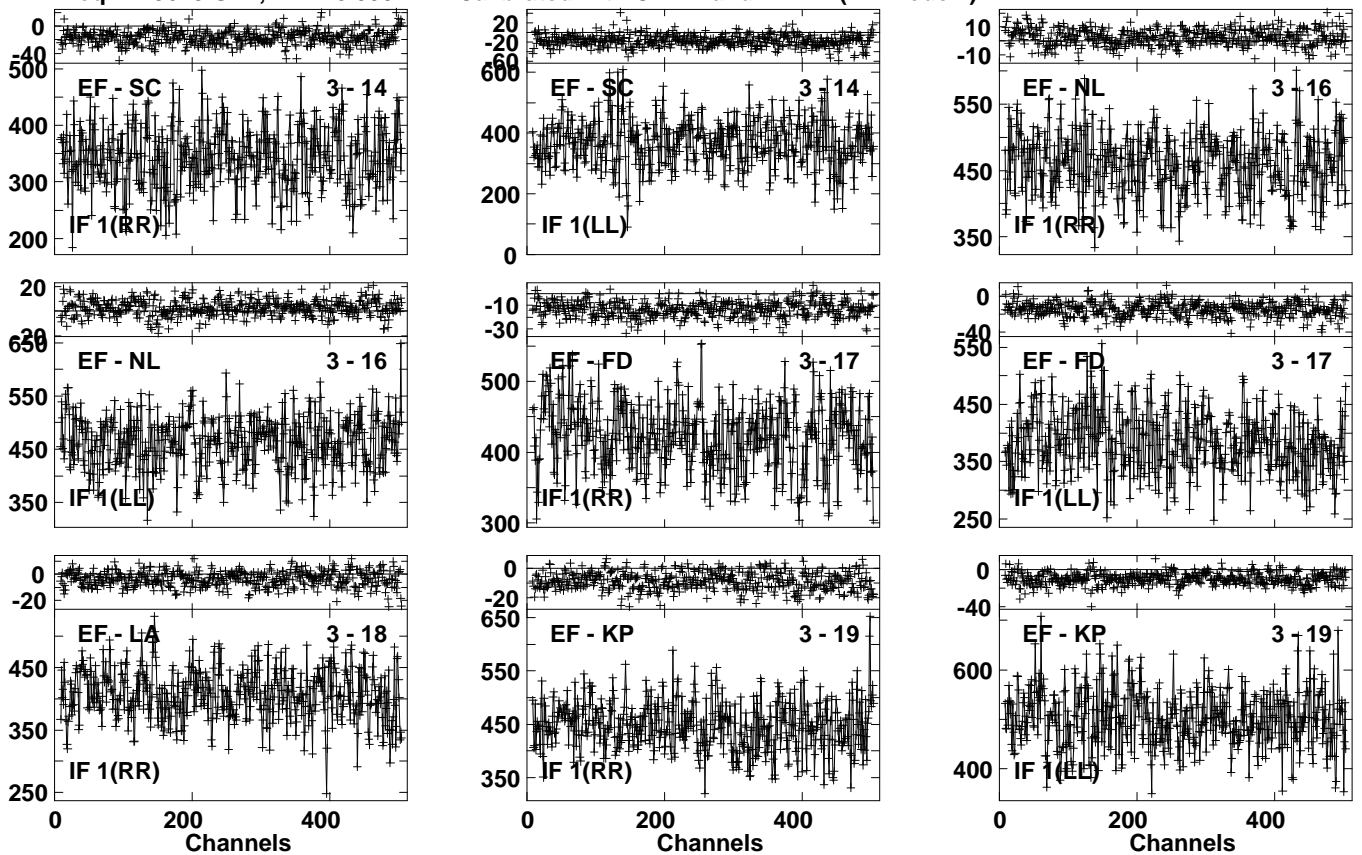 0
-40
20
-20
-60
10
-10
500
400
300
200
EF - SC 3 - 14
IF 1(RR)
600
400
200
0
EF - SC 3 - 14
IF 1(LL)
550
450
350
EF - NL 3 - 16
IF 1(RR)
20
-20
-10
-30
0
-40
650
550
450
350
EF - NL 3 - 16
IF 1(LL)
500
400
300
EF - FD 3 - 17
IF 1(RR)
550
450
350
250
EF - FD 3 - 17
IF 1(LL)
0
-20
0
-20
0
-40
450
350
250
EF - LA 3 - 18
IF 1(RR)
650
550
450
350
EF - KP 3 - 19
IF 1(RR)
600
400
EF - KP 3 - 19
IF 1(LL)
0 200 400
0 200 400
0 200 400
Channels
Channels
Channels